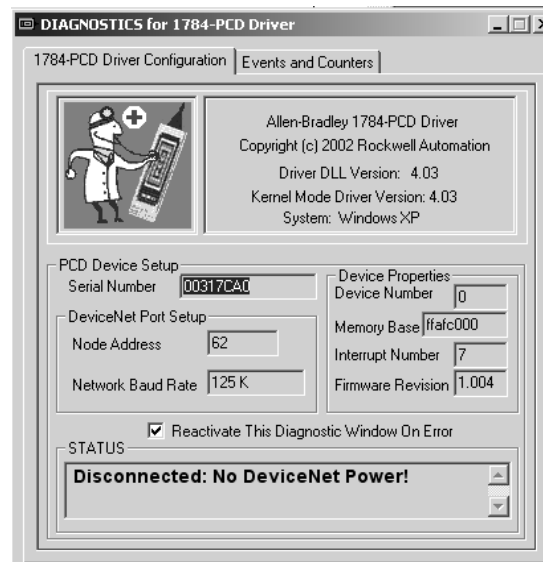 DIAGNOSTICS for 1784-PCD Driver
1784-PCD Driver Configuration
Events and Counters
Allen-Bradley 1784-PCD Driver
Copyright (c) 2002 Rockwell Automation
Driver DLL Version: 4.03
Kernel Mode Driver Version: 4.03
System: Windows XP
PCD Device Setup
Serial Number 00317CA0
DeviceNet Port Setup
Node Address 62
Network Baud Rate 125 K
Device Properties
Device Number 0
Memory Base ffafc000
Interrupt Number 7
Firmware Revision 1.004
Reactivate This Diagnostic Window On Error
STATUS
Disconnected: No DeviceNet Power!